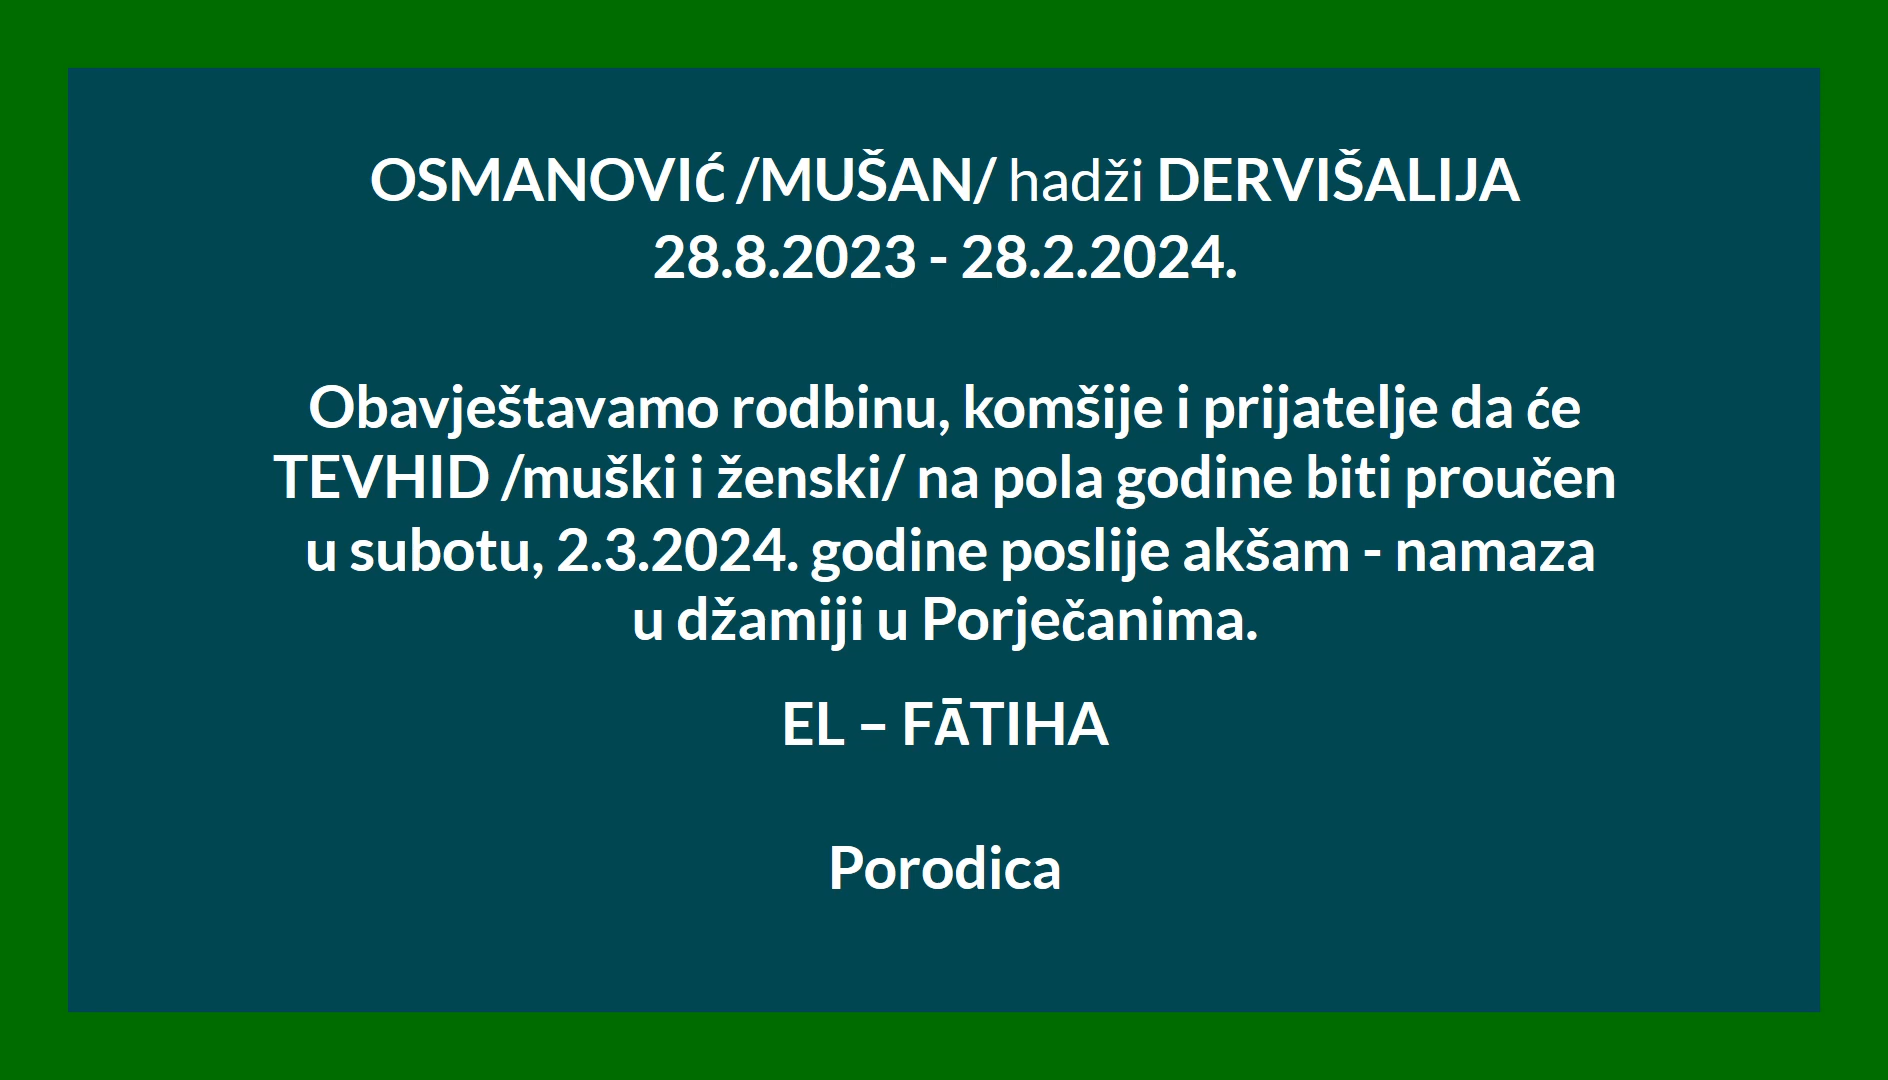 OSMANOVIĆ /MUŠAN/ hadži DERVIŠALIJA
28.8.2023 - 28.2.2024.
Obavještavamo rodbinu, komšije i prijatelje da će
TEVHID /muški i ženski/ na pola godine biti proučen
u subotu, 2.3.2024. godine poslije akšam - namaza
u džamiji u Porječanima.
EL – FĀTIHA
Porodica